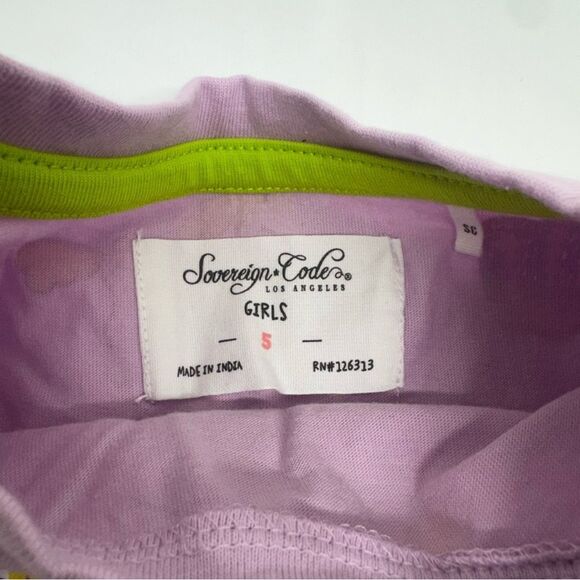 Sovereign ★ Code®
LOS ANGELES
GIRLS
— 5 —
MADE IN INDIA RN#126313
SC